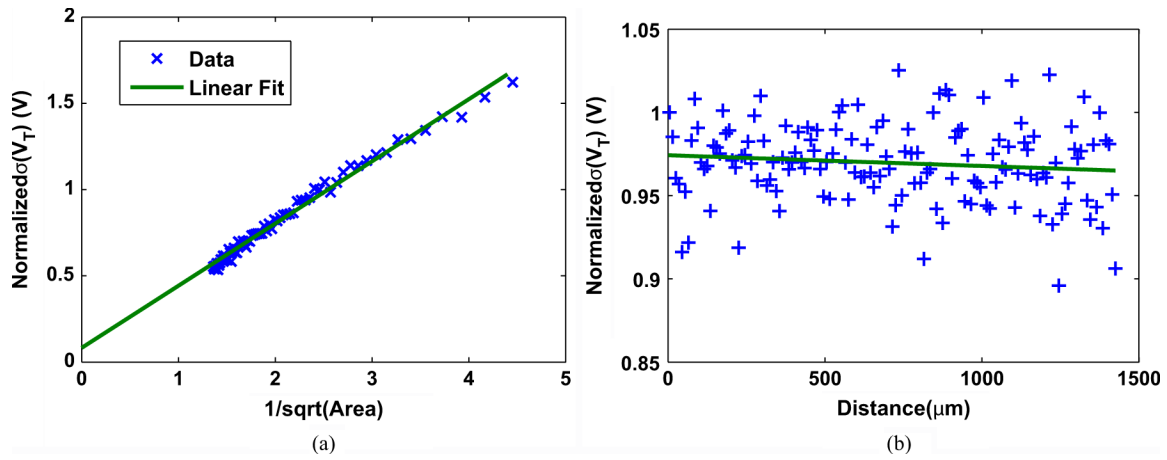 2
1.5
1
0.5
0
0 1 2 3 4 5
Normalizedσ(V_T) (V)
1/sqrt(Area)
Data
Linear Fit
(a)
1.05
1
0.95
0.9
0.85
0 500 1000 1500
Normalizedσ(V_T) (V)
Distance(μm)
(b)